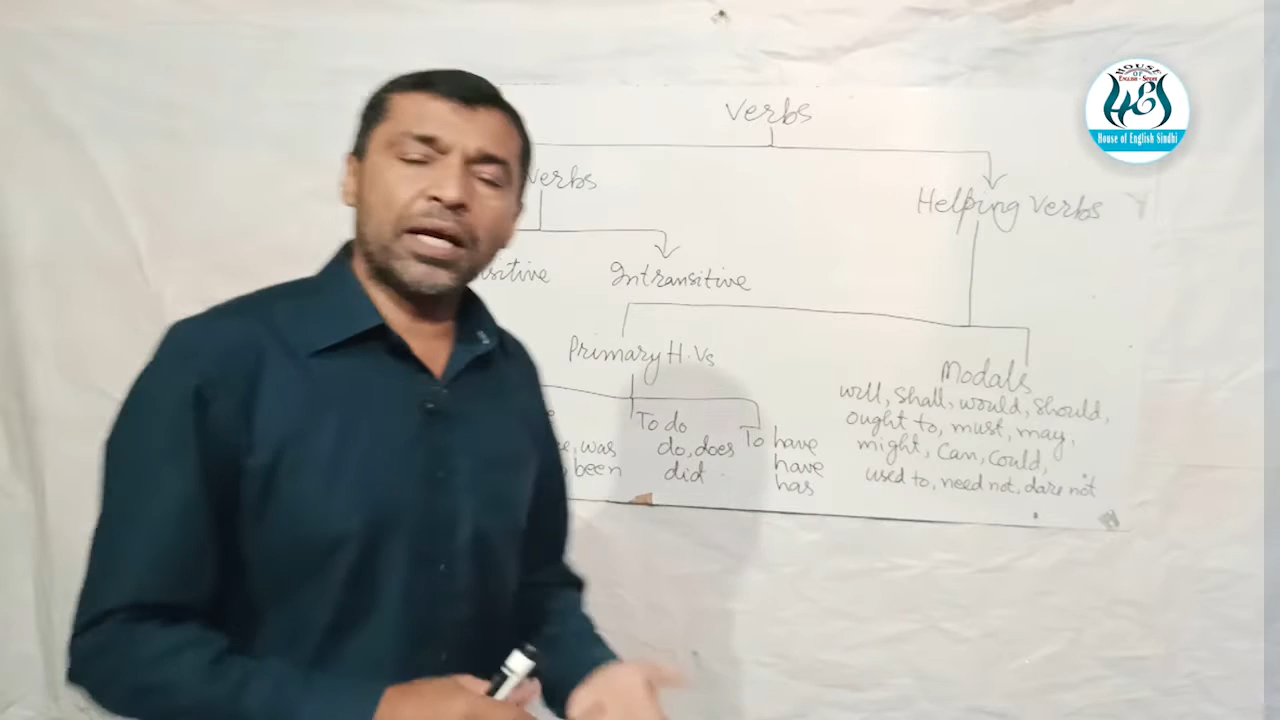 Verbs
verbs
Helping Verbs
Intransitive
Primary H.Vs
Modals
will, shall, would, should,
ought to, must, may,
might, can, could,
used to, need not, dare not
To do
do, does
did
To have
have
has
was
been
HOUSE
OF
ENGLISH - SINDHI
House of English Sindhi